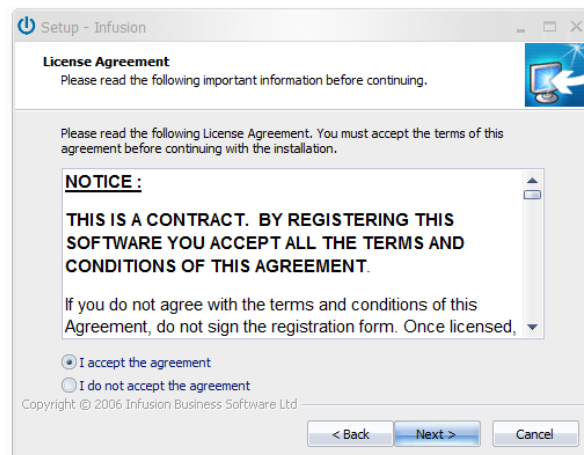 Setup - Infusion
License Agreement
Please read the following important information before continuing.
Please read the following License Agreement. You must accept the terms of this
agreement before continuing with the installation.
NOTICE :
THIS IS A CONTRACT.  BY REGISTERING THIS
SOFTWARE YOU ACCEPT ALL THE TERMS AND
CONDITIONS OF THIS AGREEMENT.
If you do not agree with the terms and conditions of this
Agreement, do not sign the registration form. Once licensed,
I accept the agreement
I do not accept the agreement
Copyright © 2006 Infusion Business Software Ltd
< Back Next > Cancel